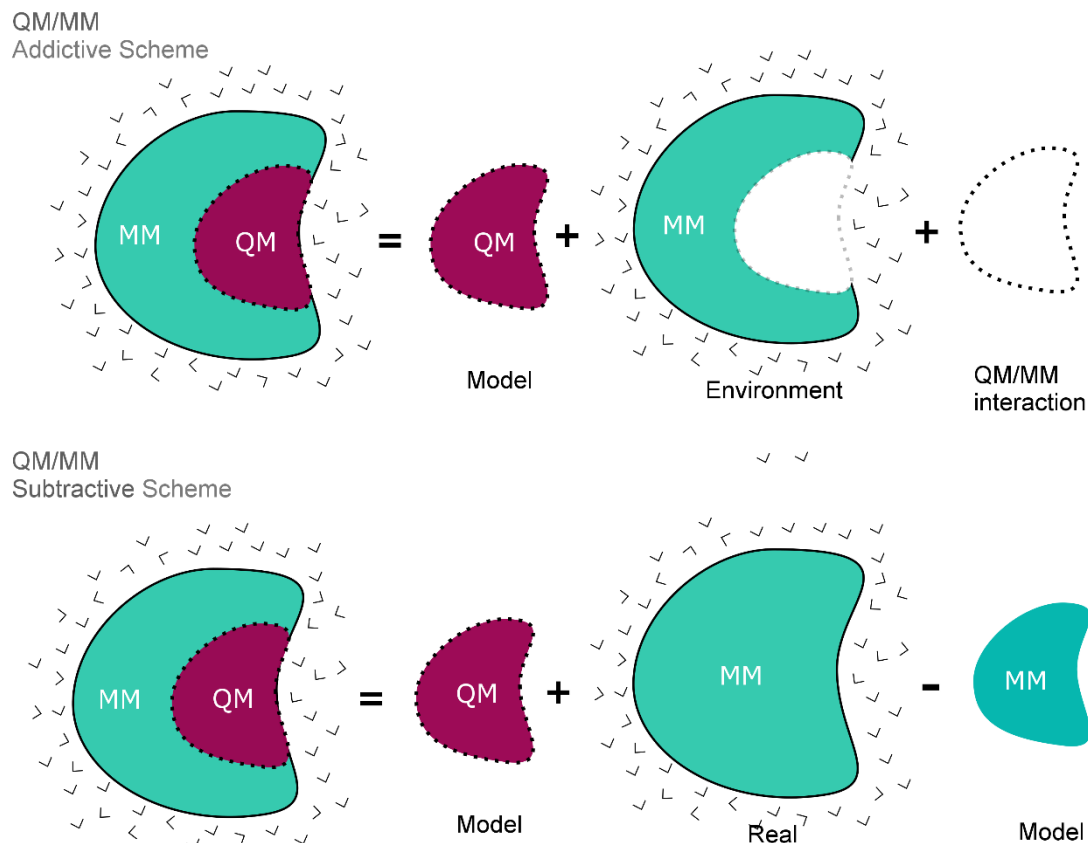 QM/MM
Addictive Scheme
MM
QM
=
QM
+
MM
+
Model
Environment
QM/MM
interaction
QM/MM
Subtractive Scheme
MM
QM
=
QM
+
MM
-
MM
Model
Real
Model